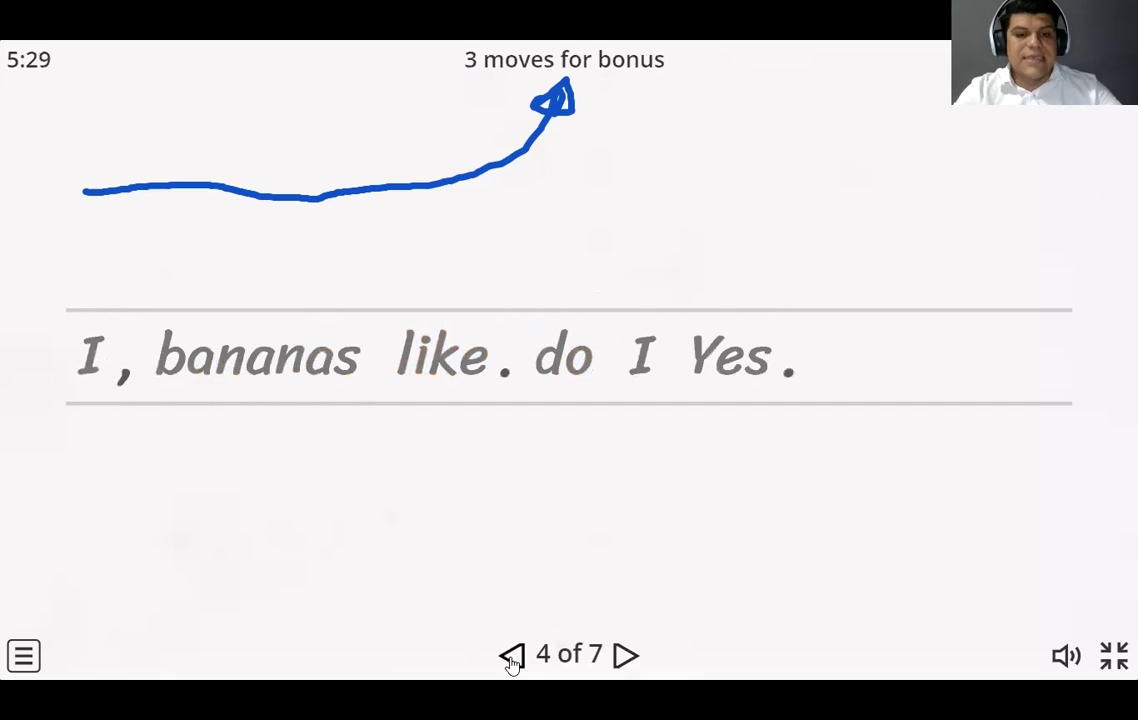 5:29
3 moves for bonus
I , bananas like . do I Yes .
4 of 7